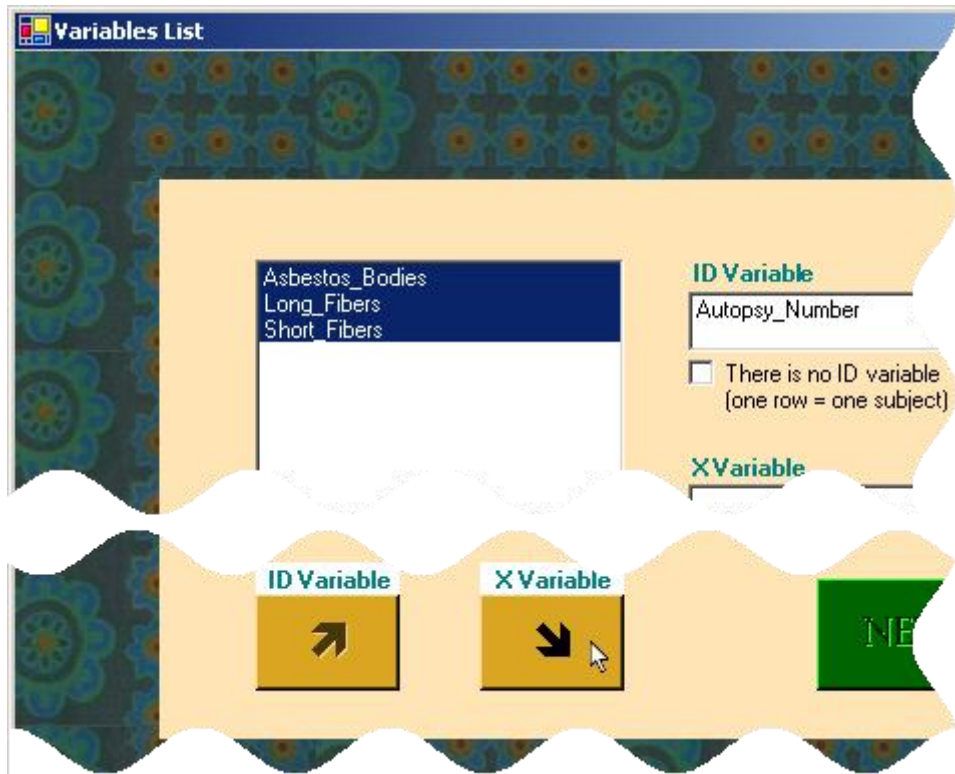 Variables List
Asbestos_Bodies
Long_Fibers
Short_Fibers
ID Variable
Autopsy_Number
There is no ID variable
(one row = one subject)
X Variable
ID Variable
X Variable
NE